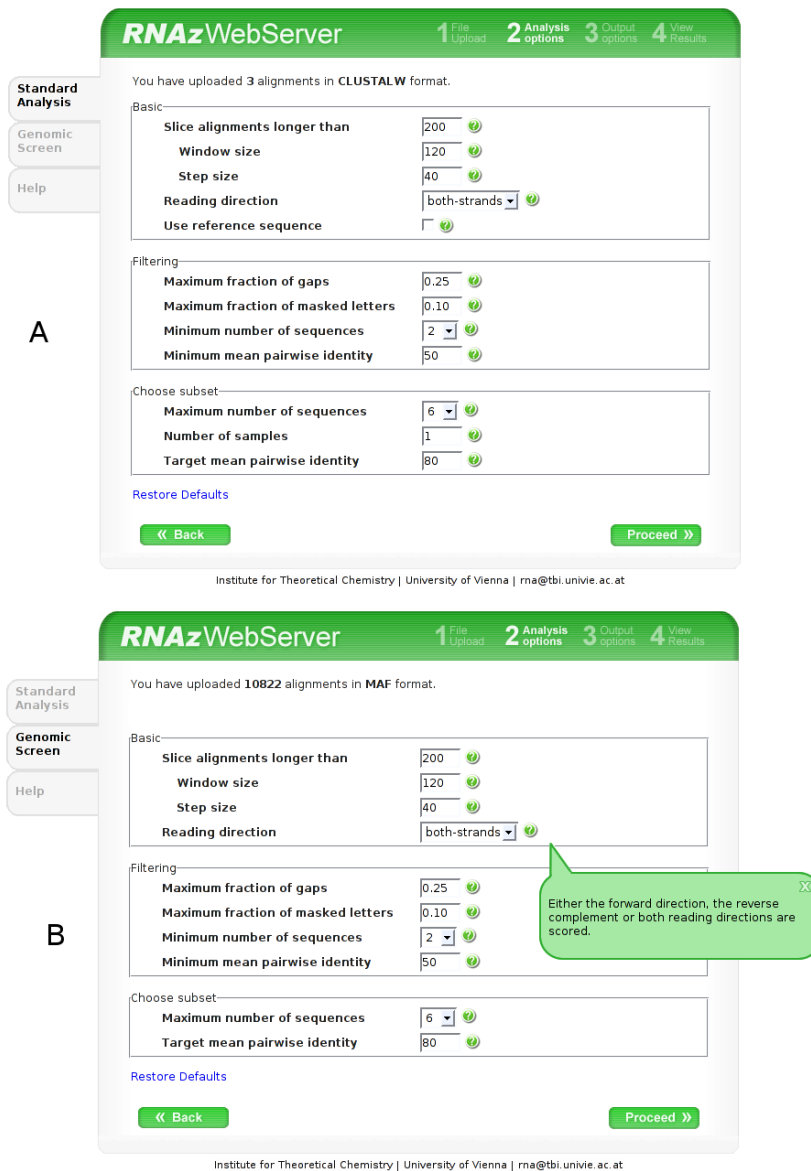 RNAz WebServer 1 File Upload 2 Analysis options 3 Output options 4 View Results
Standard Analysis
Genomic Screen
Help
You have uploaded 3 alignments in CLUSTALW format.
Basic
Slice alignments longer than 200
Window size 120
Step size 40
Reading direction both-strands
Use reference sequence
Filtering
Maximum fraction of gaps 0.25
Maximum fraction of masked letters 0.10
Minimum number of sequences 2
Minimum mean pairwise identity 50
A
Choose subset
Maximum number of sequences 6
Number of samples 1
Target mean pairwise identity 80
Restore Defaults
« Back Proceed »
Institute for Theoretical Chemistry | University of Vienna | rna@tbi.univie.ac.at
RNAz WebServer 1 File Upload 2 Analysis options 3 Output options 4 View Results
Standard Analysis
Genomic Screen
Help
You have uploaded 10822 alignments in MAF format.
Basic
Slice alignments longer than 200
Window size 120
Step size 40
Reading direction both-strands
Filtering
Maximum fraction of gaps 0.25
Maximum fraction of masked letters 0.10
Minimum number of sequences 2
Minimum mean pairwise identity 50
X
Either the forward direction, the reverse
complement or both reading directions are
scored.
B
Choose subset
Maximum number of sequences 6
Target mean pairwise identity 80
Restore Defaults
« Back Proceed »
Institute for Theoretical Chemistry | University of Vienna | rna@tbi.univie.ac.at